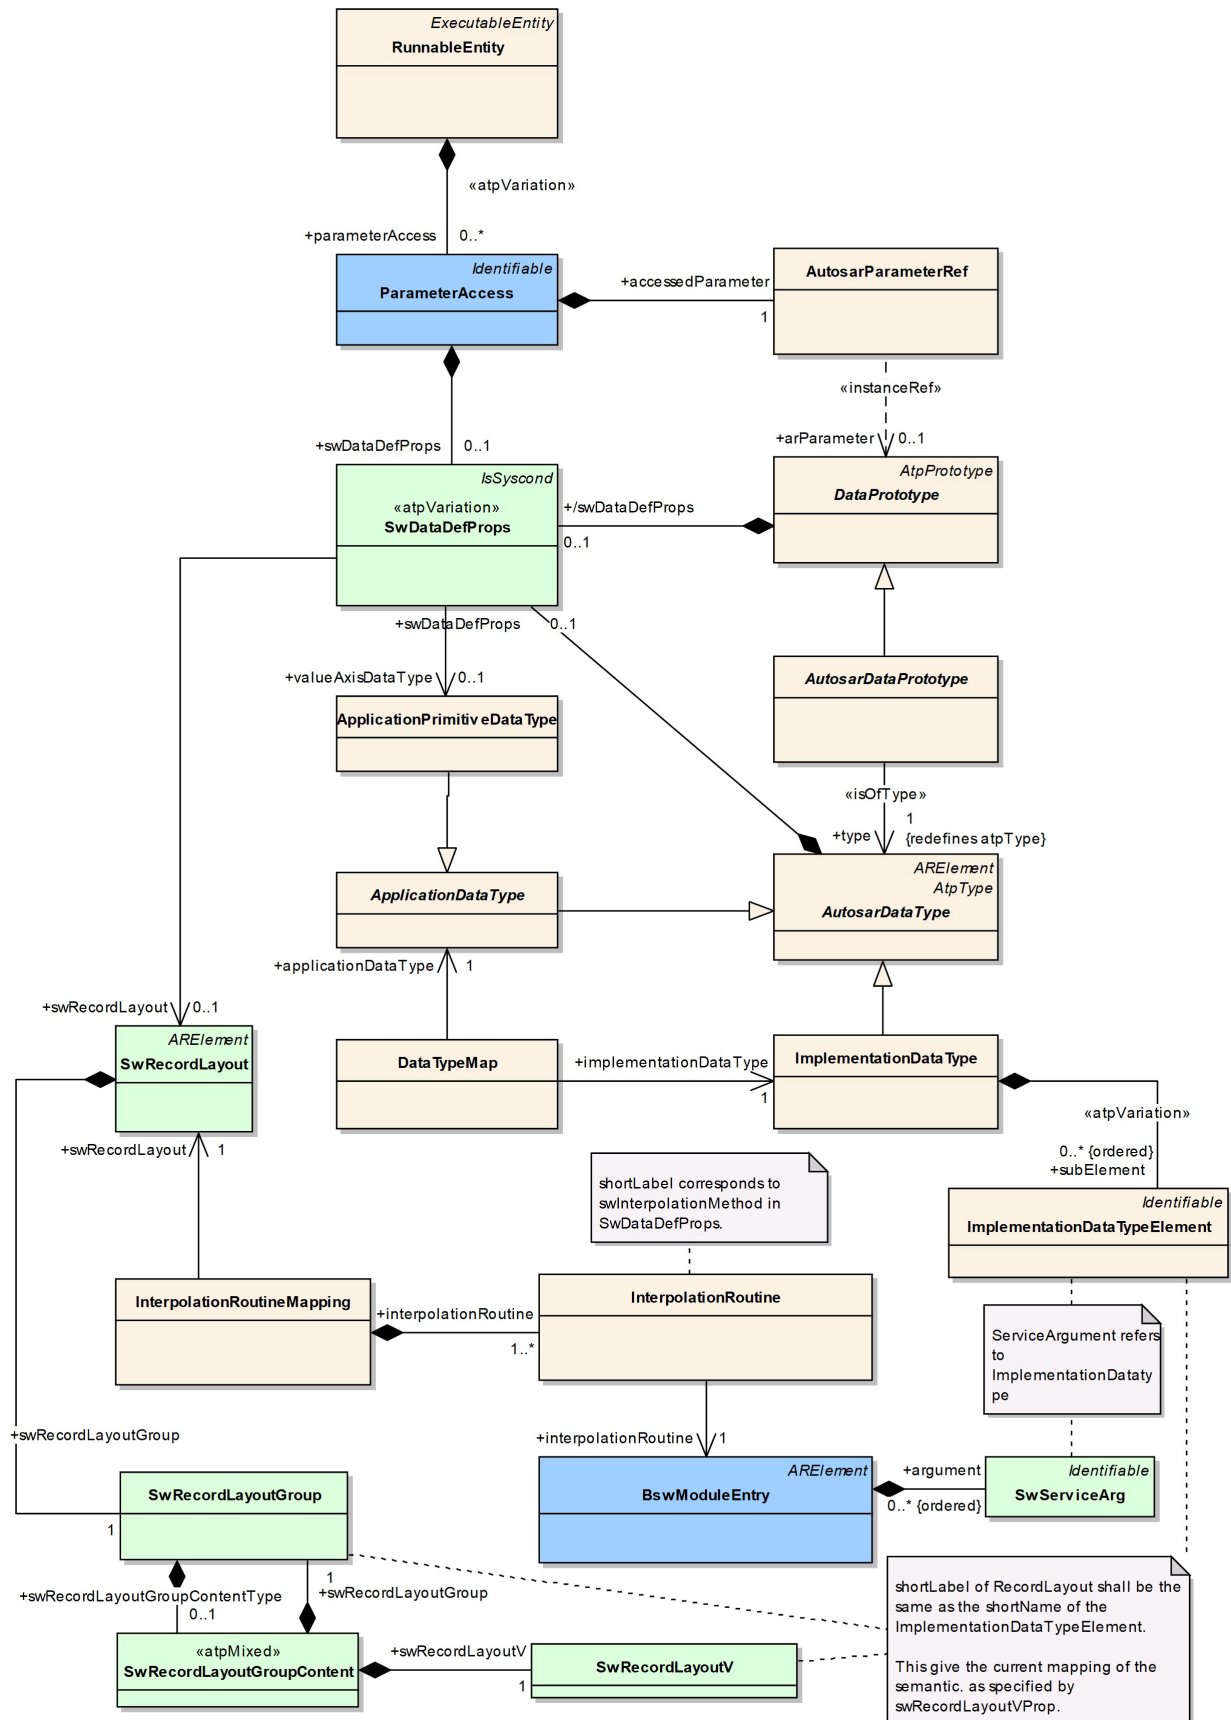 ExecutableEntity
RunnableEntity
«atpVariation»
+parameterAccess 0..*
Identifiable
ParameterAccess
+accessedParameter
1
AutosarParameterRef
«instanceRef»
+arParameter 0..1
+swDataDefProps 0..1
IsSyscond
«atpVariation»
SwDataDefProps
+/swDataDefProps
0..1
AtpPrototype
DataPrototype
+swDataDefProps 0..1
+valueAxisDataType 0..1
ApplicationPrimitiveDataType
AutosarDataPrototype
«isOfType»
1
+type {redefines atpType}
ApplicationDataType
ARElement
AtpType
AutosarDataType
+applicationDataType 1
+swRecordLayout 0..1
ARElement
SwRecordLayout
DataTypeMap
+implementationDataType
1
ImplementationDataType
«atpVariation»
0..* {ordered}
+subElement
+swRecordLayout 1
shortLabel corresponds to
swInterpolationMethod in
SwDataDefProps.
Identifiable
ImplementationDataTypeElement
InterpolationRoutineMapping
+interpolationRoutine
1..*
InterpolationRoutine
ServiceArgument refers
to
ImplementationDataty
pe
+swRecordLayoutGroup
+interpolationRoutine 1
SwRecordLayoutGroup
1
ARElement
BswModuleEntry
+argument
0..* {ordered}
Identifiable
SwServiceArg
1
+swRecordLayoutGroupContentType +swRecordLayoutGroup
0..1
«atpMixed»
SwRecordLayoutGroupContent
+swRecordLayoutV
1
SwRecordLayoutV
shortLabel of RecordLayout shall be the
same as the shortName of the
ImplementationDataTypeElement.
This give the current mapping of the
semantic. as specified by
swRecordLayoutVProp.